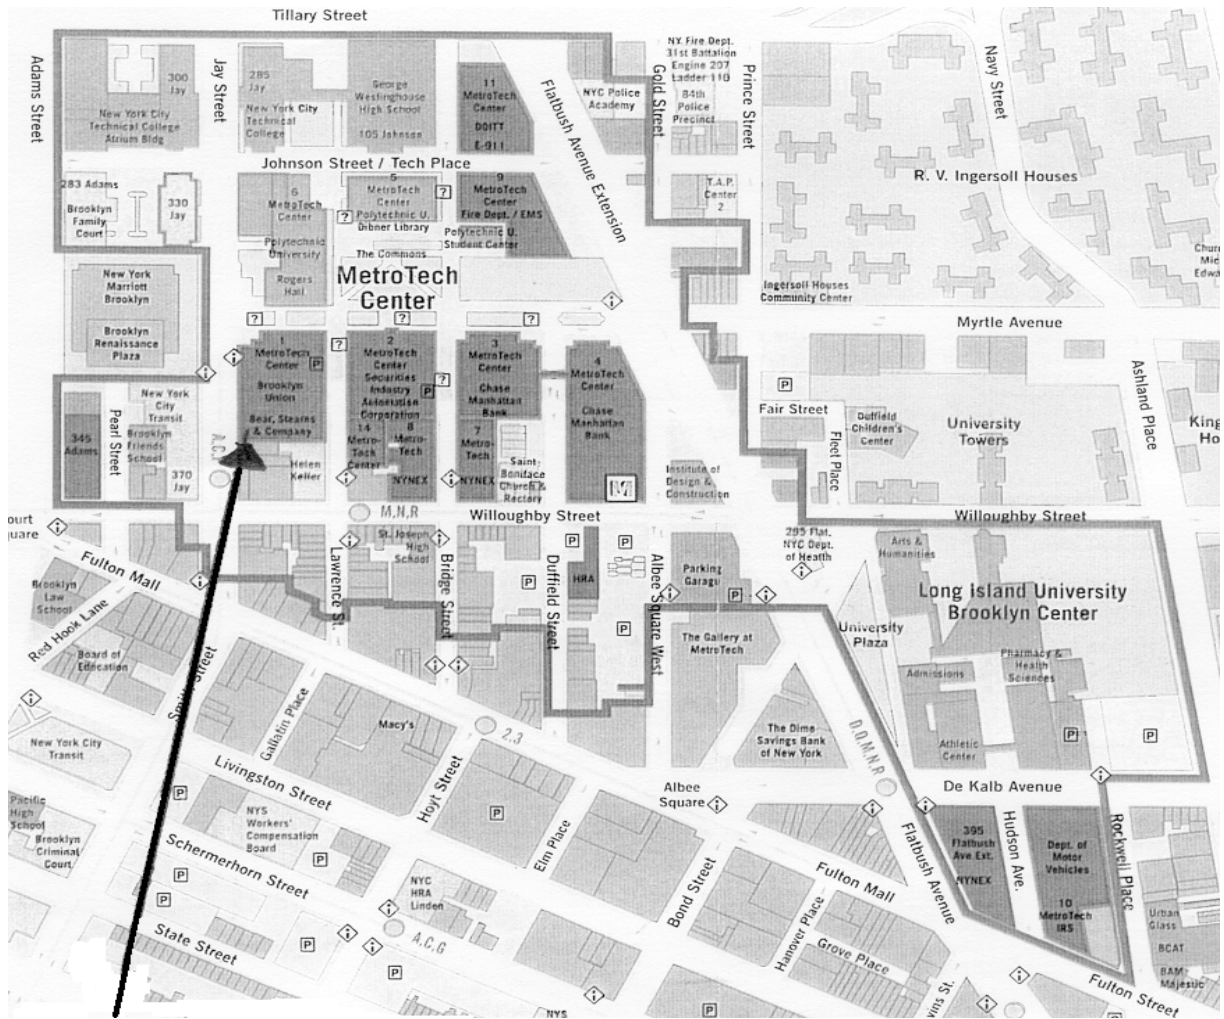 Tillary Street
Adams Street
Jay Street
300
Jay
New York City
Technical College
Atrium Bldg
285
Jay
New York City
Technical
College
George
Westinghouse
High School
105 Johnson
11
MetroTech
Center
DOITT
E-911
Flatbush Avenue Extension
NYC Police
Academy
Gold Street
NY Fire Dept.
31st Battalion
Engine 207
Ladder 110
84th
Police
Precinct
Prince Street
Navy Street
R. V. Ingersoll Houses
Johnson Street / Tech Place
283 Adams
Brooklyn
Family
Court
330
Jay
6
MetroTech
Center
Polytechnic
University
Rogers
Hall
5
MetroTech
Center
Polytechnic U.
Dibner Library
9
MetroTech
Center
Fire Dept. / EMS
Polytechnic U.
Student Center
T.A.P.
Center
2
The Commons
MetroTech
Center
New York
Marriott
Brooklyn
Brooklyn
Renaissance
Plaza
Ingersoll Houses
Community Center
Myrtle Avenue
Ashland Place
1
MetroTech
Center
Brooklyn
Union
Bear, Stearns
& Company
2
MetroTech
Center
Securities
Industry
Automation
Corporation
3
MetroTech
Center
Chase
Manhattan
Bank
4
MetroTech
Center
Chase
Manhattan
Bank
345
Adams
Pearl Street
New York
City
Transit
Brooklyn
Friends
School
370
Jay
Helen
Keller
14
Metro-
Tech
Center
8
Metro-
Tech
NYNEX
7
Metro-
Tech
NYNEX
Saint
Boniface
Church &
Rectory
M
Institute of
Design &
Construction
Fair Street
Fleet Place
Duffield
Children's
Center
University
Towers
M,N,R
Willoughby Street
Willoughby Street
Fulton Mall
Lawrence St.
St. Joseph
High
School
Bridge Street
Duffield Street
HRA
Albee Square West
Parking
Garage
295 Flat.
NYC Dept.
of Health
Arts &
Humanities
Long Island University
Brooklyn Center
University
Plaza
Pharmacy &
Health
Sciences
Admissions
Athletic
Center
Brooklyn
Law
School
Red Hook Lane
Board of
Education
Smith Street
Gallatin Place
Macy's
2.3
The Gallery at
MetroTech
The Dime
Savings Bank
of New York
D.Q.M.N.R
New York City
Transit
Livingston Street
Hoyt Street
Albee
Square
De Kalb Avenue
Pacific
High
School
Brooklyn
Criminal
Court
NYS
Workers'
Compensation
Board
Schermerhorn Street
Elm Place
Bond Street
Fulton Mall
Flatbush Avenue
395
Flatbush
Ave Ext.
NYNEX
Hudson Ave.
Dept. of
Motor
Vehicles
10
MetroTech
IRS
Rockwell Place
NYC
HRA
Linden
A,C,G
State Street
Hanover Place
Grove Place
Fulton Street
Urban
Glass
BCAT
BAM
Majestic
NYS